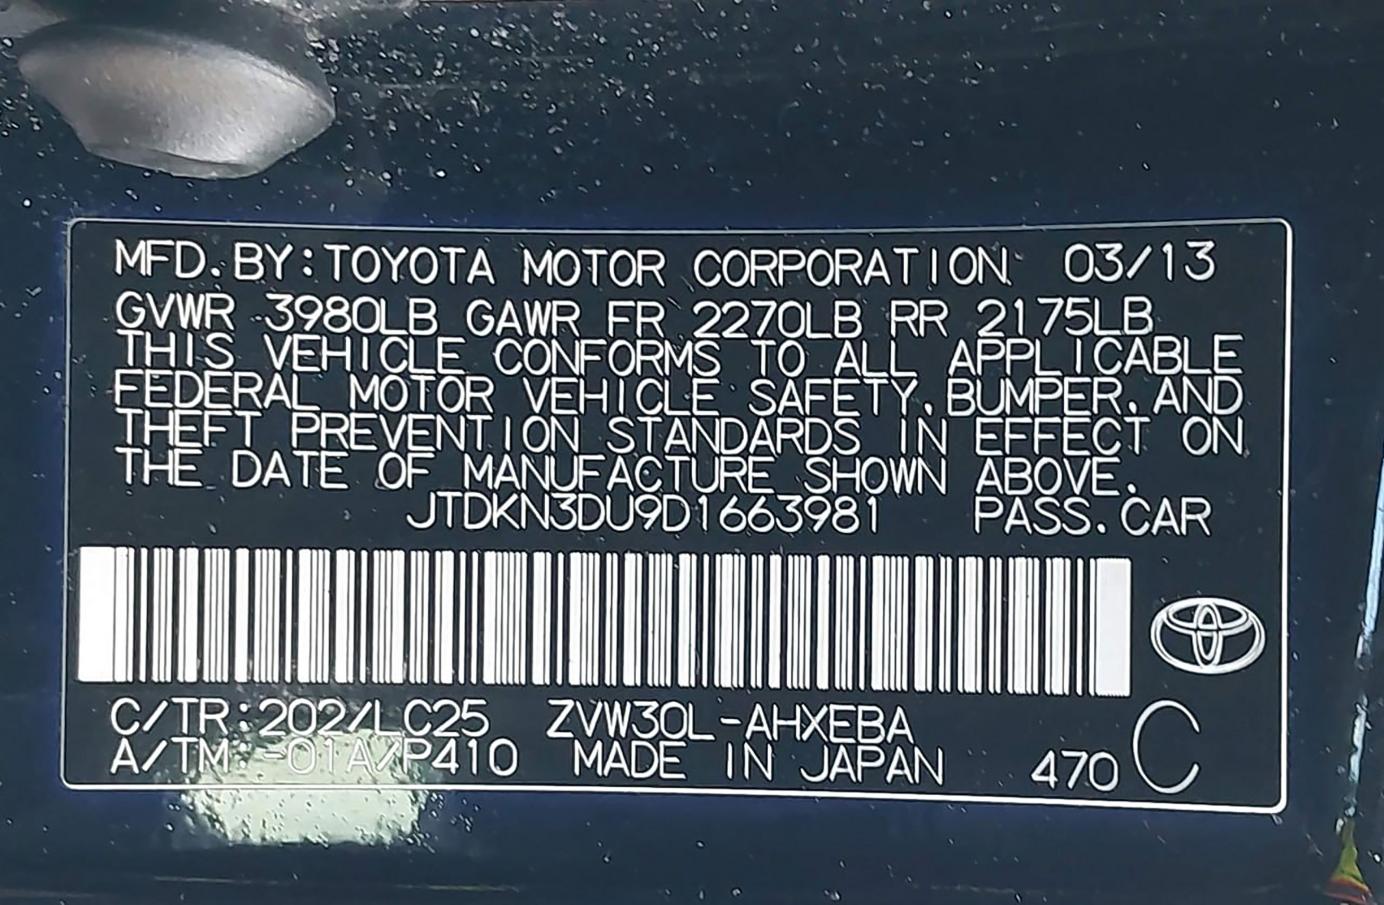 MFD. BY: TOYOTA MOTOR CORPORATION 03/13
GVWR 3980LB GAWR FR 2270LB RR 2175LB
THIS VEHICLE CONFORMS TO ALL APPLICABLE
FEDERAL MOTOR VEHICLE SAFETY, BUMPER, AND
THEFT PREVENTION STANDARDS IN EFFECT ON
THE DATE OF MANUFACTURE SHOWN ABOVE.
JTDKN3DU9D1663981 PASS. CAR
C/TR: 202/LC25 ZVW30L-AHXEBA
A/TM: -01A/P410 MADE IN JAPAN 470 C